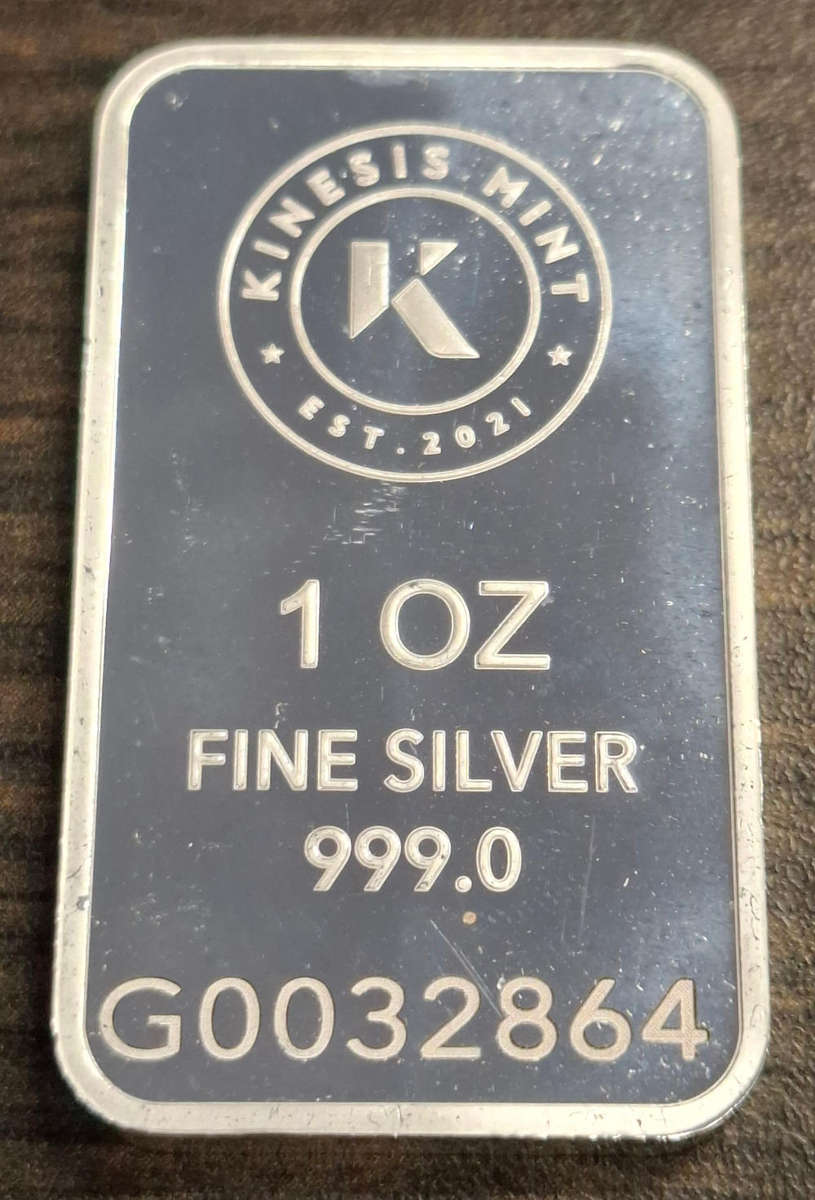 KINESIS MINT
K
★ EST. 2021 ★
1 OZ
FINE SILVER
999.0
G0032864